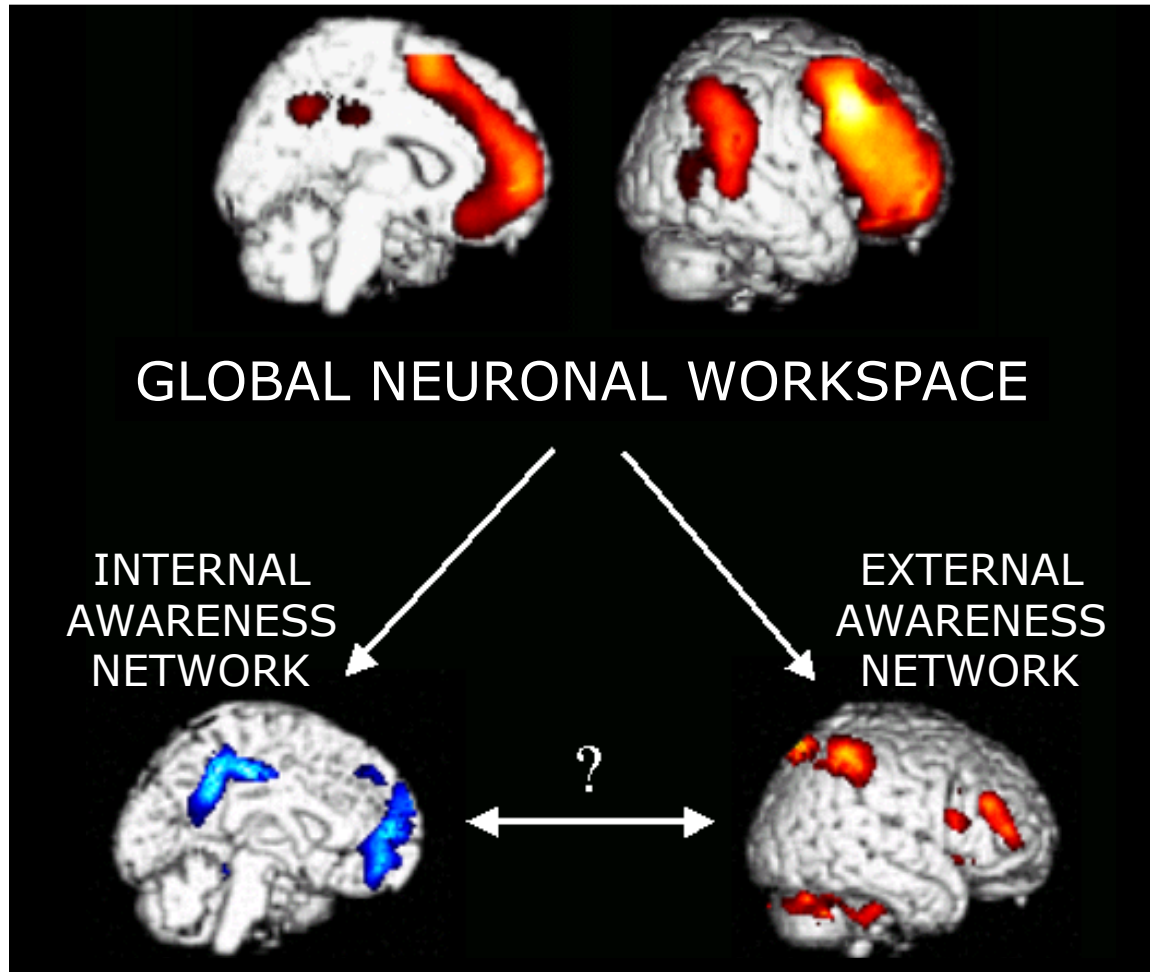 GLOBAL NEURONAL WORKSPACE
INTERNAL
AWARENESS
NETWORK
EXTERNAL
AWARENESS
NETWORK
?